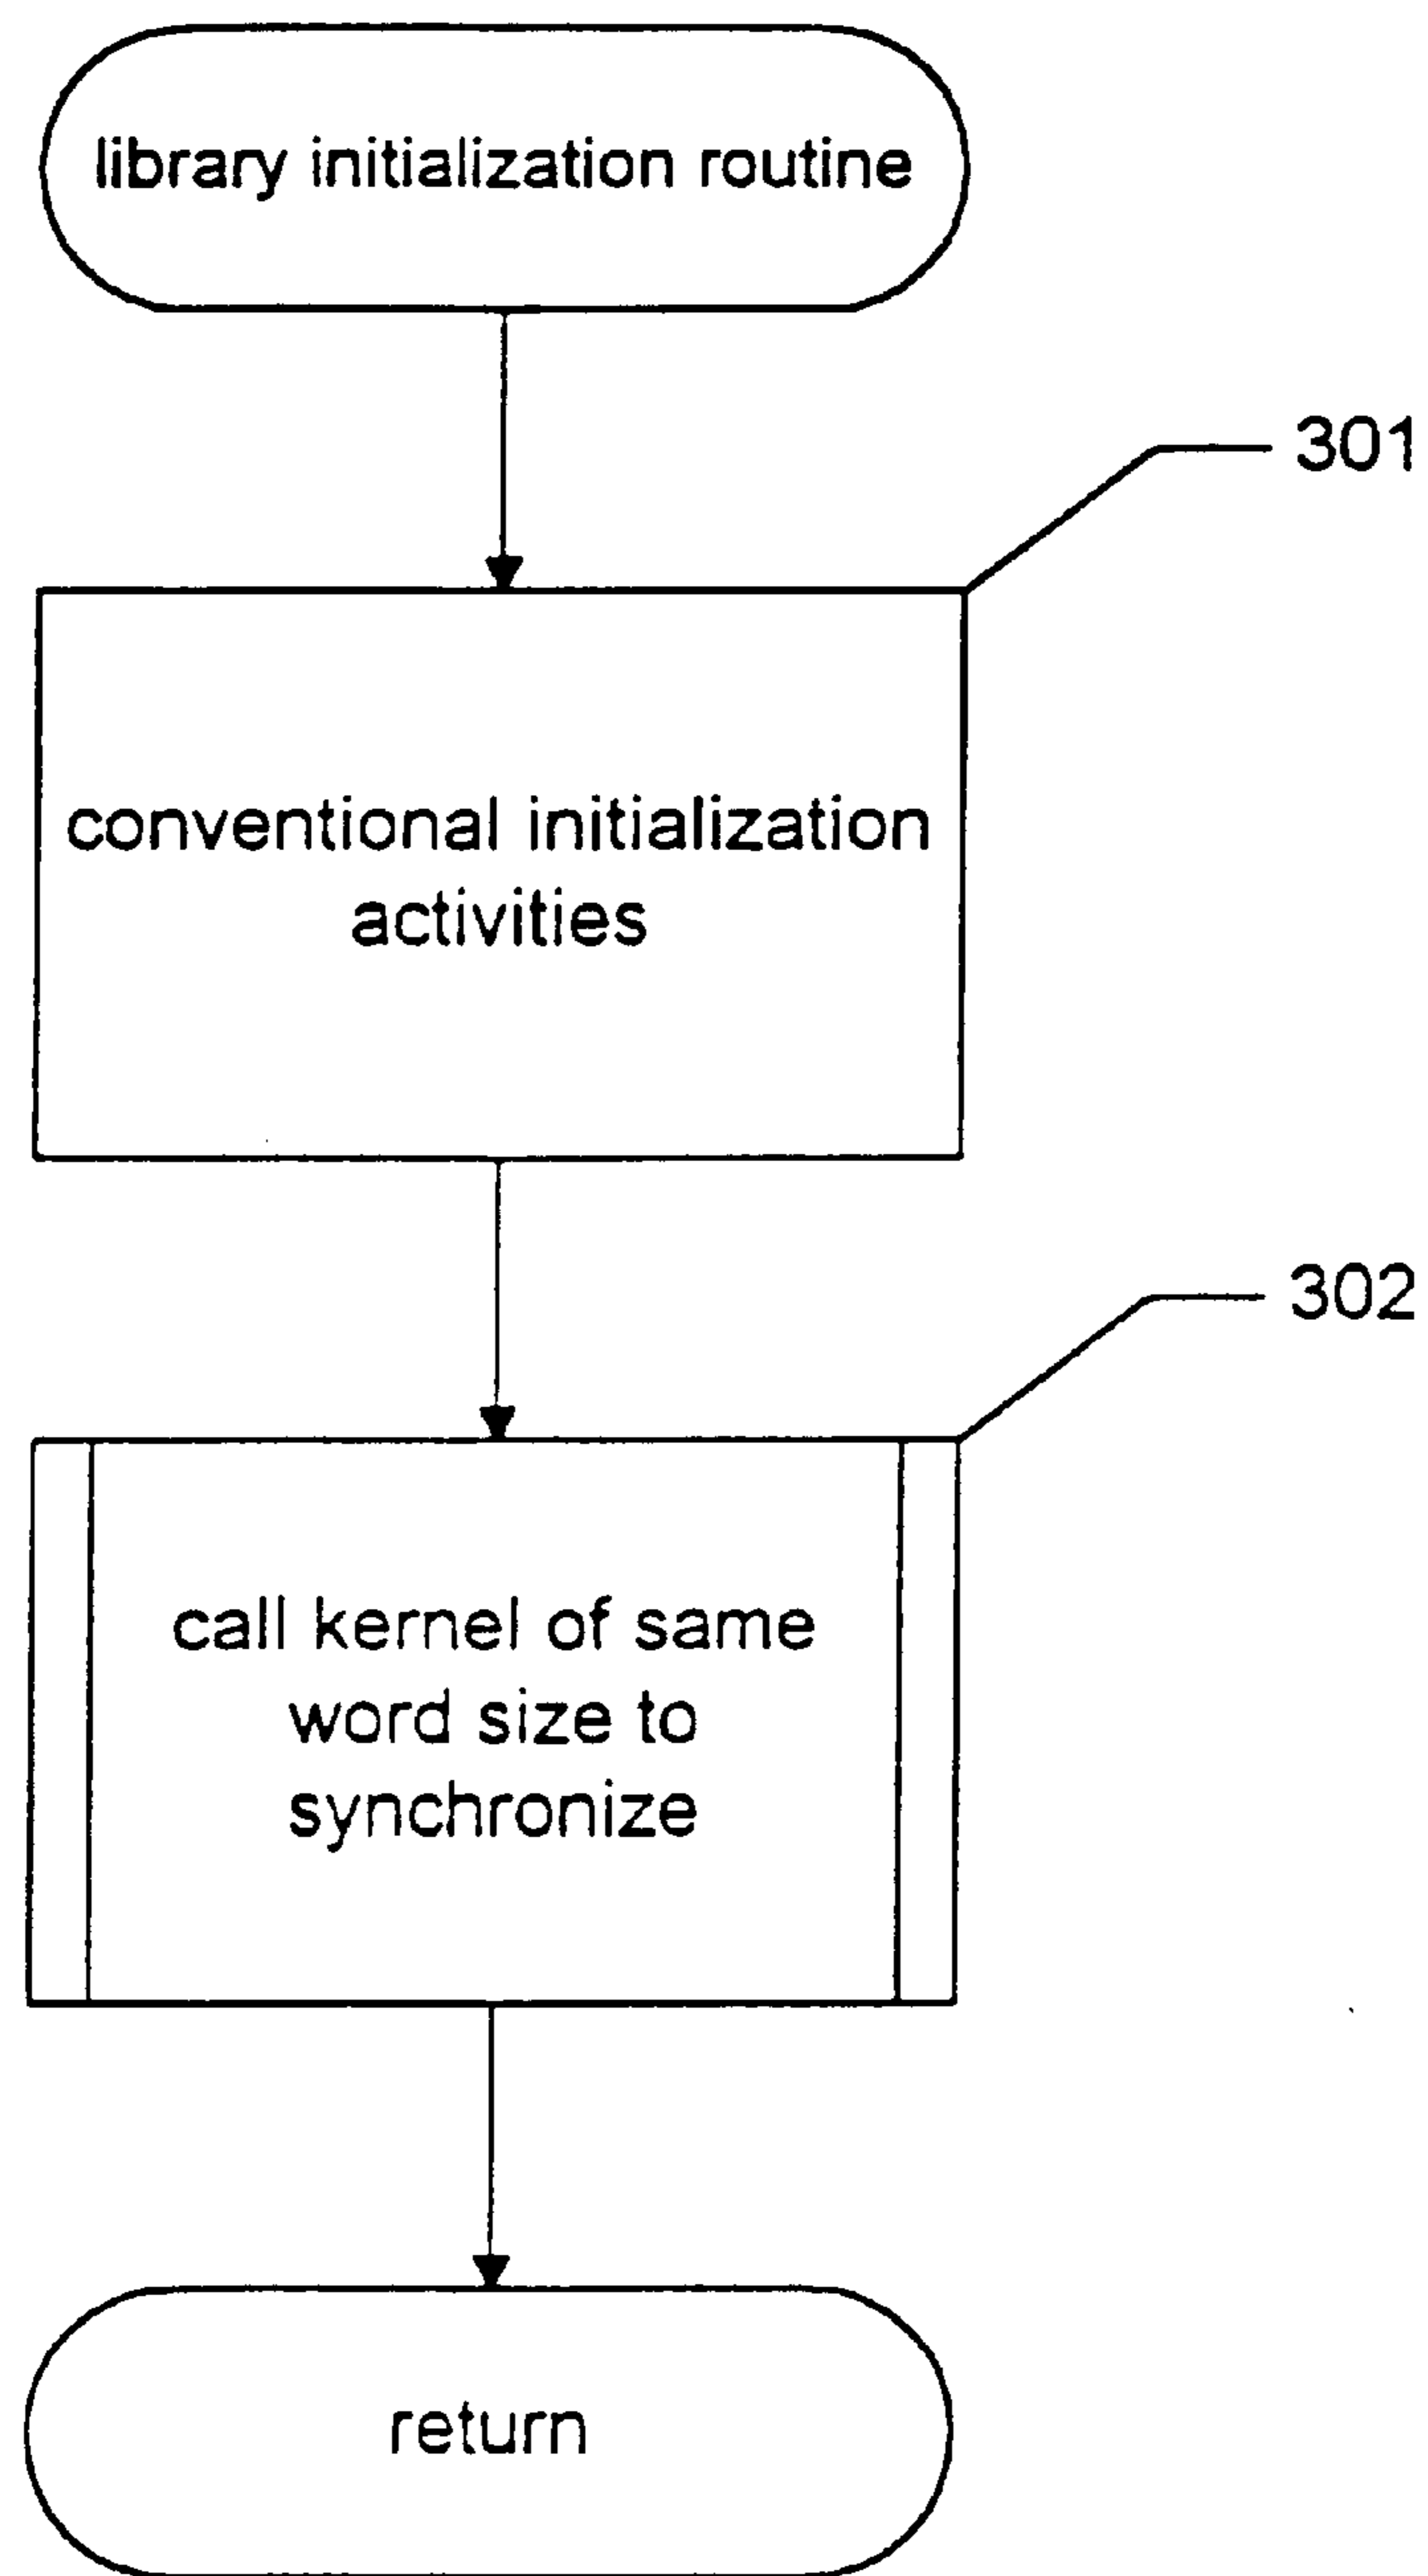 library initialization routine
301
conventional initialization
activities
302
call kernel of same
word size to
synchronize
return